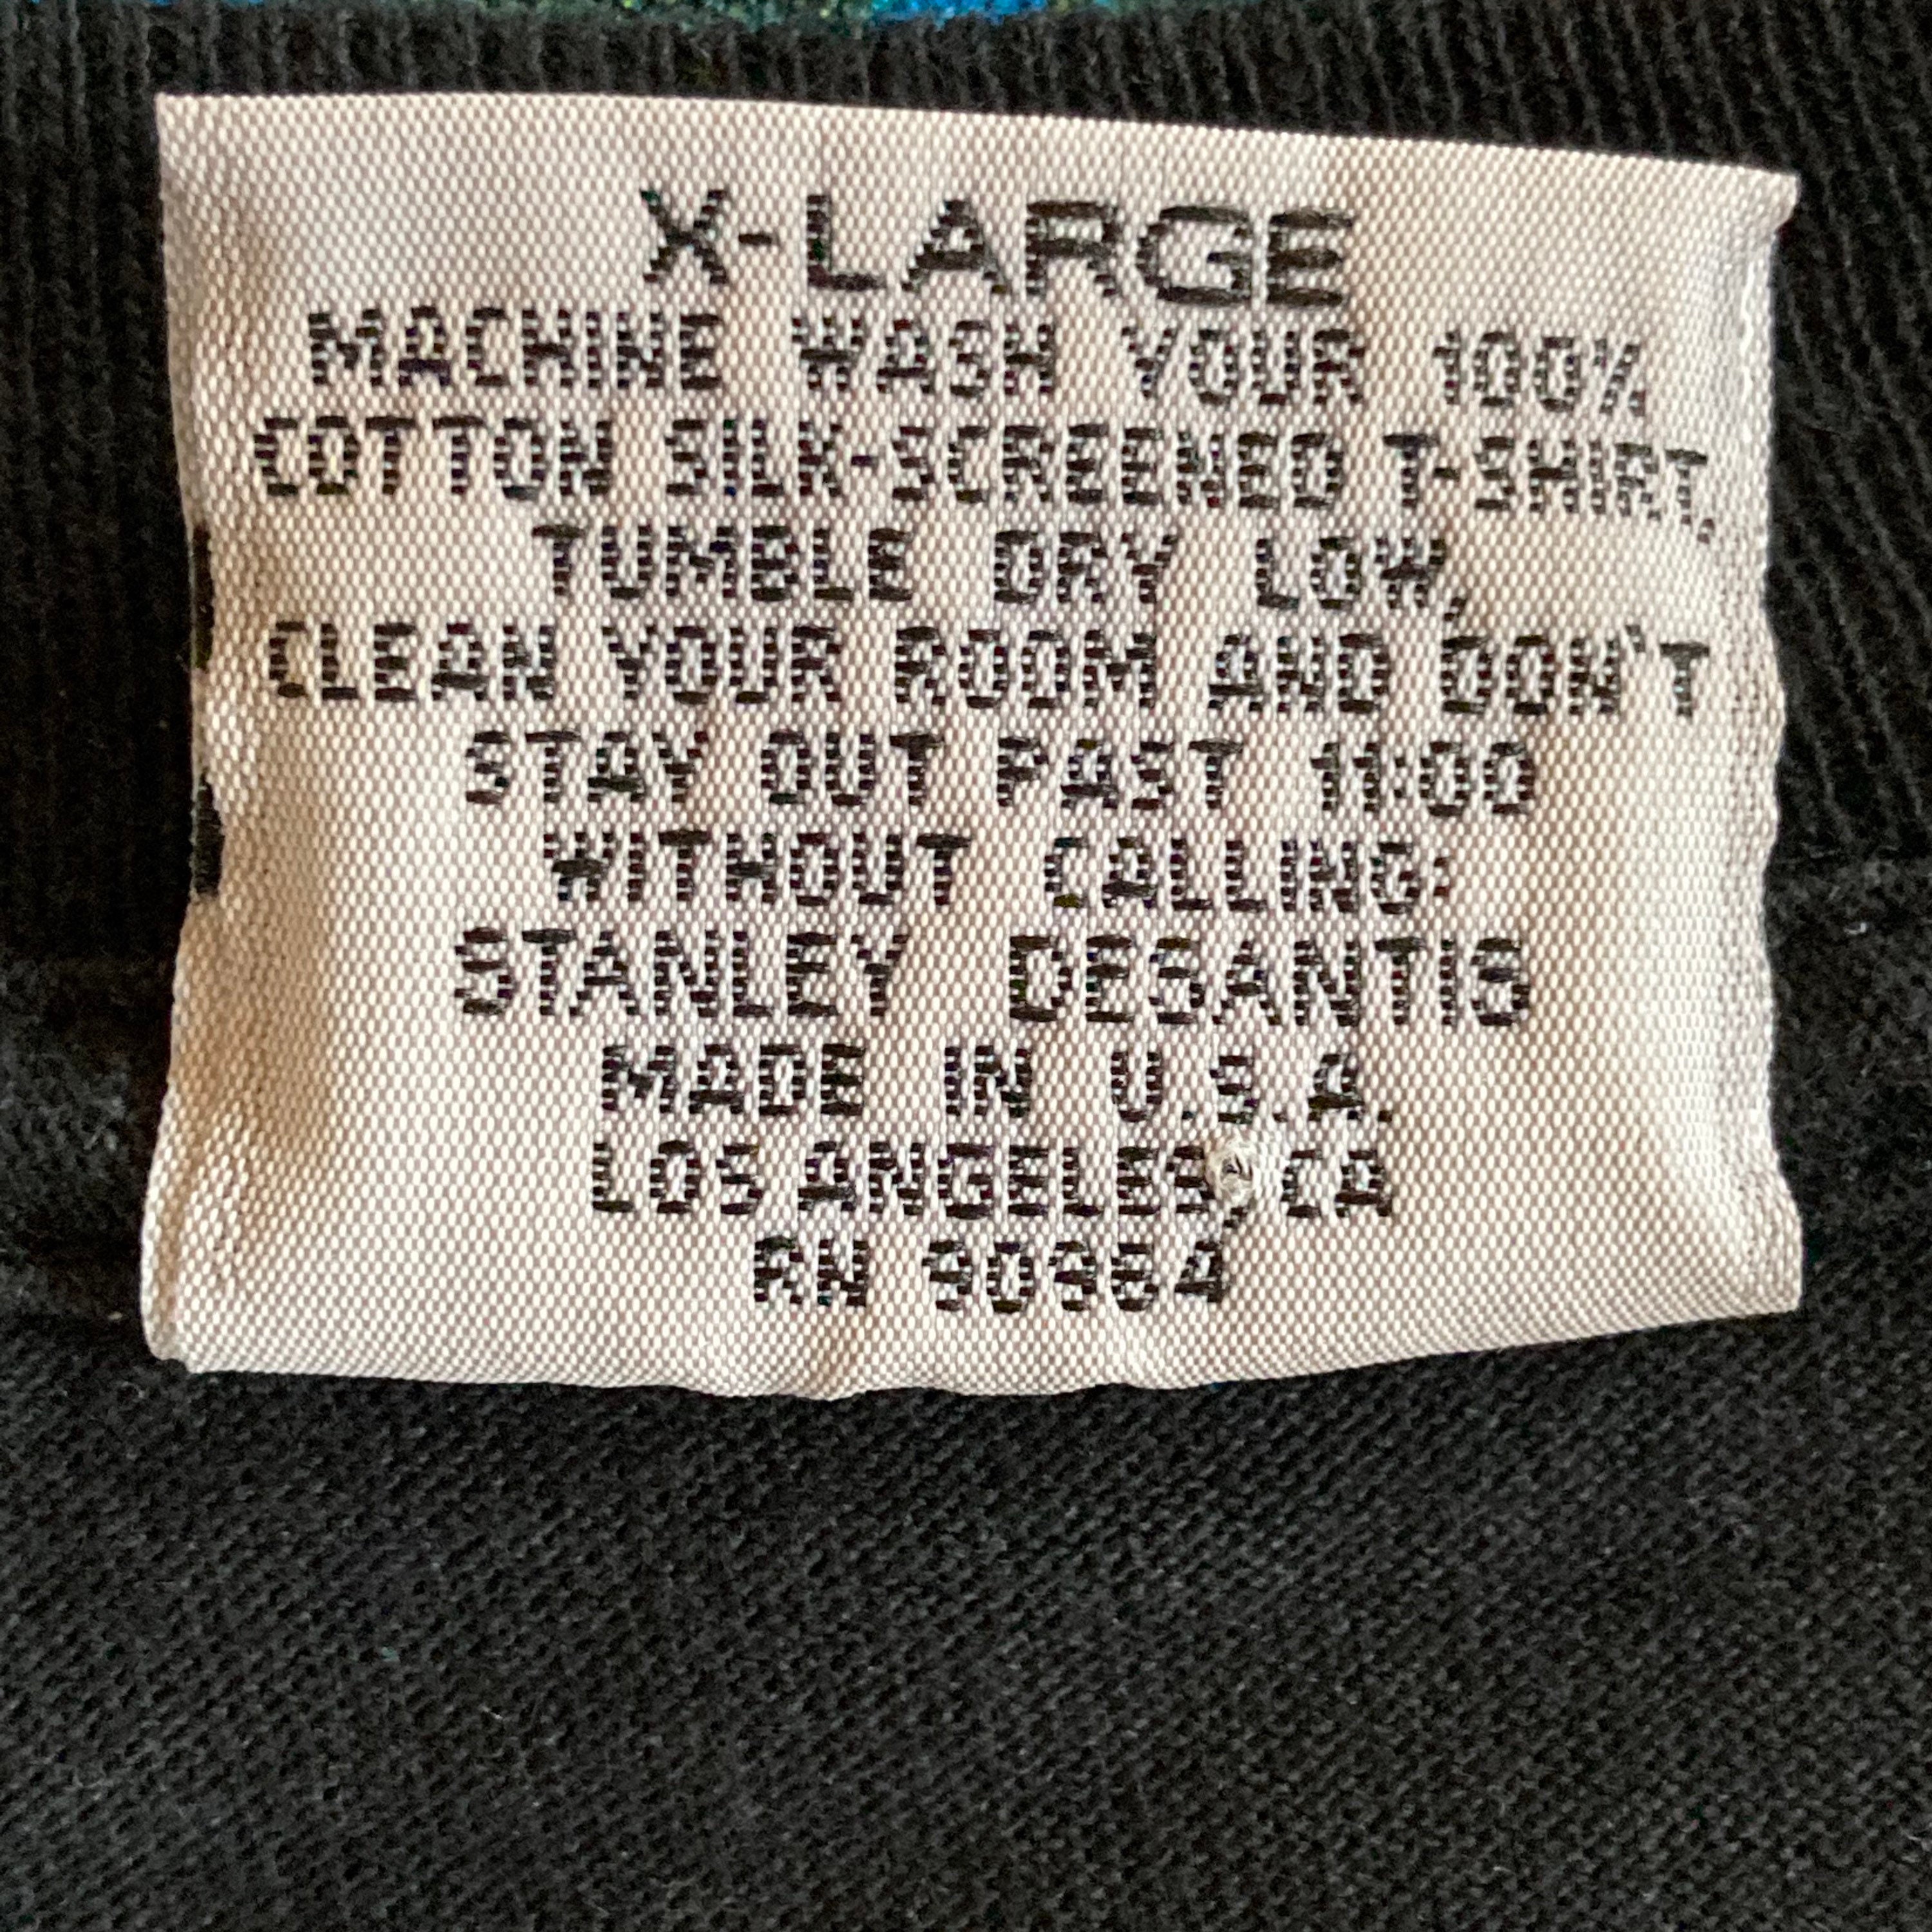 X-LARGE
MACHINE WASH YOUR 100%
COTTON SILK-SCREENED T-SHIRT,
TUMBLE DRY LOW,
CLEAN YOUR ROOM AND DON'T
STAY OUT PAST 11:00
WITHOUT CALLING:
STANLEY DESANTIS
MADE IN U.S.A.
LOS ANGELES, CA
RN